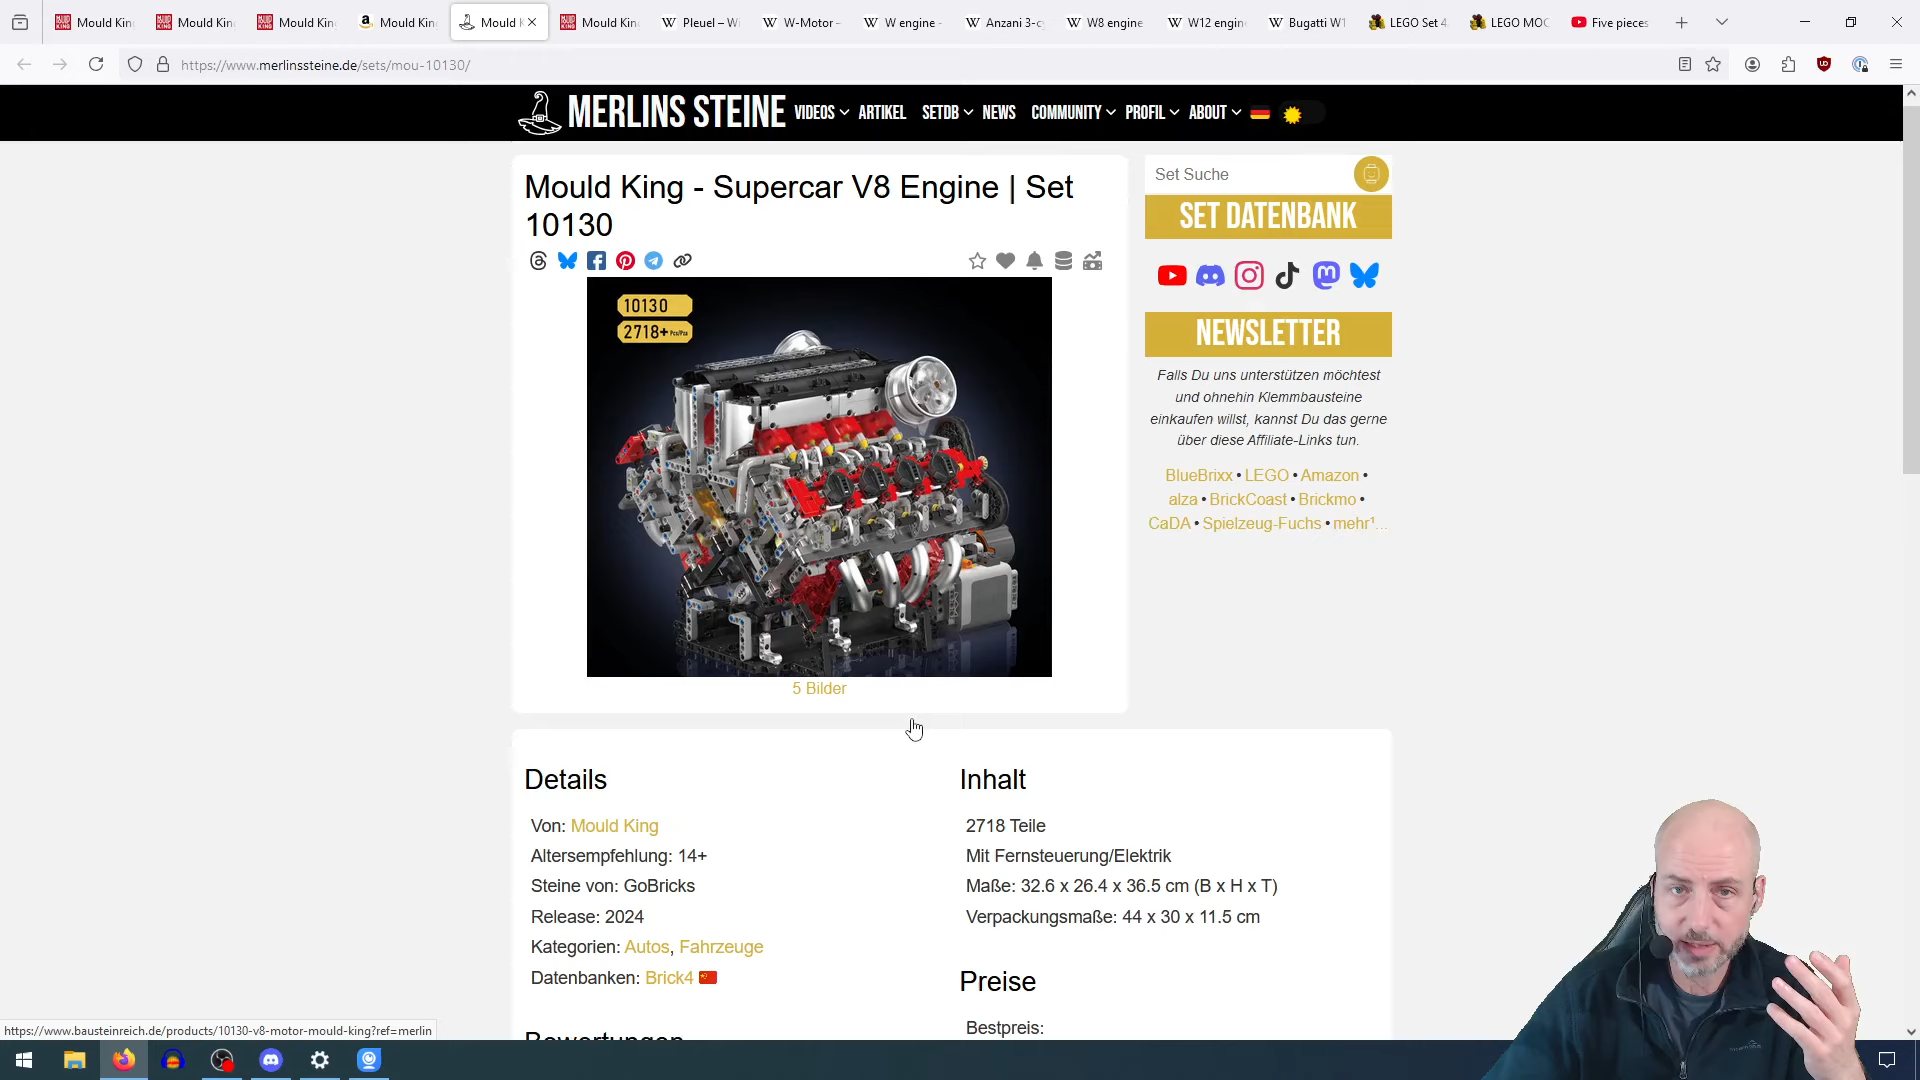 Mould Kin
Mould Kin
Mould Kin
Mould Kin
Mould K
Mould Kin
Pleuel – Wi
W-Motor –
W engine -
Anzani 3-cy
W8 engine
W12 engin
Bugatti W1
LEGO Set 4
LEGO MOC
Five pieces
https://www.merlinssteine.de/sets/mou-10130/
MERLINS STEINE
VIDEOS
ARTIKEL
SETDB
NEWS
COMMUNITY
PROFIL
ABOUT
Mould King - Supercar V8 Engine | Set
10130
10130
2718+ Pcs/Pzs
5 Bilder
Set Suche
SET DATENBANK
NEWSLETTER
Falls Du uns unterstützen möchtest
und ohnehin Klemmbausteine
einkaufen willst, kannst Du das gerne
über diese Affiliate-Links tun.
BlueBrixx • LEGO • Amazon •
alza • BrickCoast • Brickmo •
CaDA • Spielzeug-Fuchs • mehr¹...
Details
Von: Mould King
Altersempfehlung: 14+
Steine von: GoBricks
Release: 2024
Kategorien: Autos, Fahrzeuge
Datenbanken: Brick4
Bewertungen
Inhalt
2718 Teile
Mit Fernsteuerung/Elektrik
Maße: 32.6 x 26.4 x 36.5 cm (B x H x T)
Verpackungsmaße: 44 x 30 x 11.5 cm
Preise
Bestpreis:
https://www.bausteinreich.de/products/10130-v8-motor-mould-king?ref=merlin